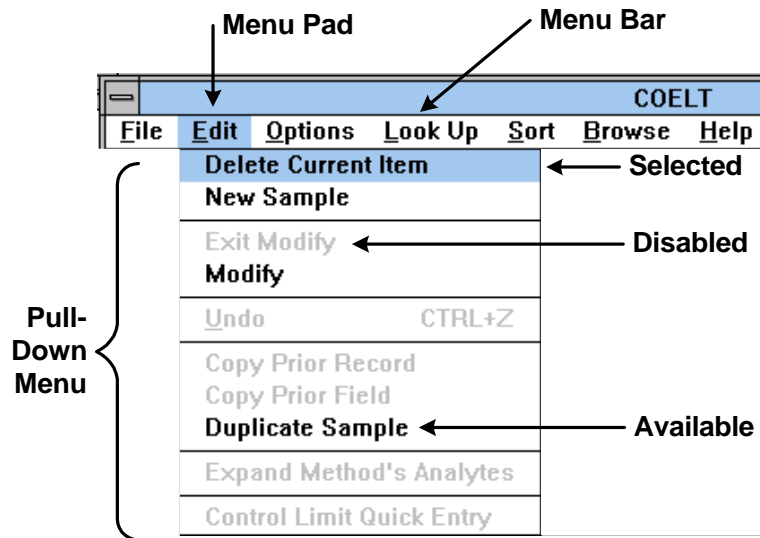 Menu Pad
Menu Bar
COELT
File Edit Options Look Up Sort Browse Help
Delete Current Item
Selected
New Sample
Exit Modify
Disabled
Modify
Undo CTRL+Z
Pull-
Down
Menu
Copy Prior Record
Copy Prior Field
Duplicate Sample
Available
Expand Method's Analytes
Control Limit Quick Entry